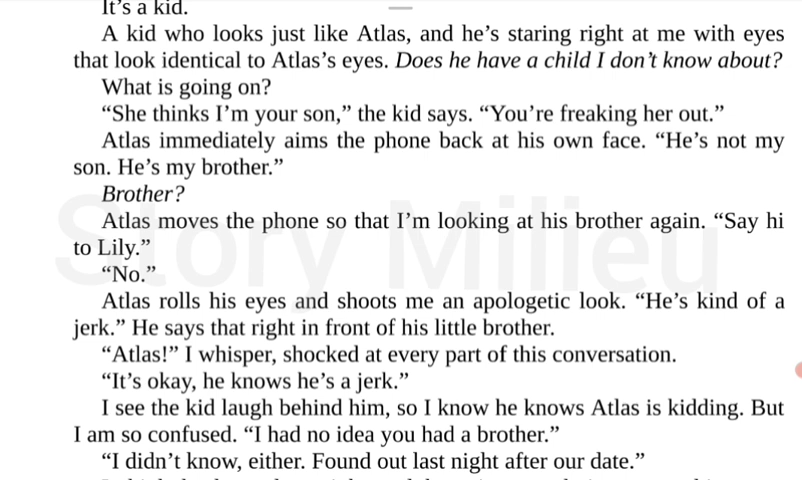 It’s a kid.
A kid who looks just like Atlas, and he’s staring right at me with eyes
that look identical to Atlas’s eyes. Does he have a child I don’t know about?
What is going on?
“She thinks I’m your son,” the kid says. “You’re freaking her out.”
Atlas immediately aims the phone back at his own face. “He’s not my
son. He’s my brother.”
Brother?
Atlas moves the phone so that I’m looking at his brother again. “Say hi
to Lily.”
“No.”
Atlas rolls his eyes and shoots me an apologetic look. “He’s kind of a
jerk.” He says that right in front of his little brother.
“Atlas!” I whisper, shocked at every part of this conversation.
“It’s okay, he knows he’s a jerk.”
I see the kid laugh behind him, so I know he knows Atlas is kidding. But
I am so confused. “I had no idea you had a brother.”
“I didn’t know, either. Found out last night after our date.”
Story Milieu